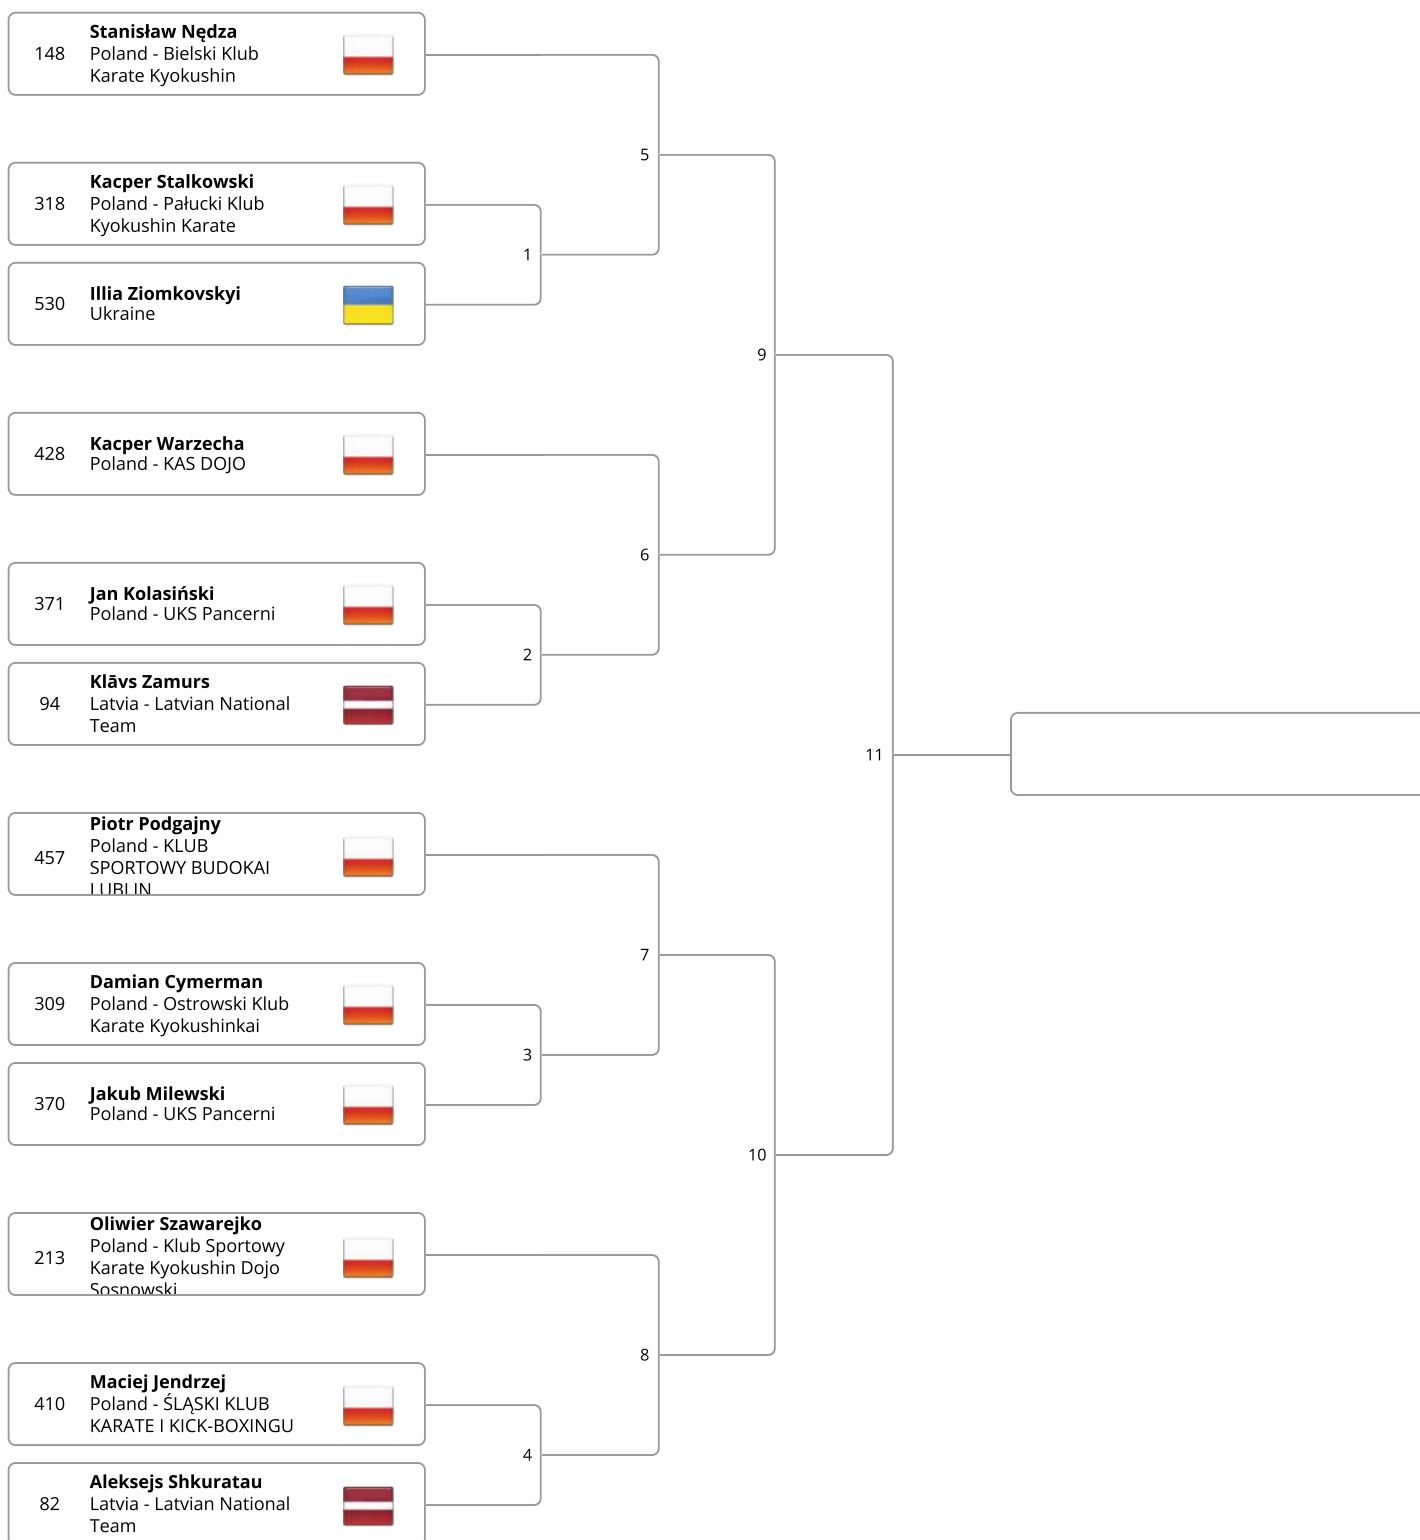 Stanisław Nędza
148
Poland - Bielski Klub
Karate Kyokushin
5
Kacper Stalkowski
318
Poland - Pałucki Klub
Kyokushin Karate
1
Illia Ziomkovskyi
530
Ukraine
9
Kacper Warzecha
428
Poland - KAS DOJO
6
Jan Kolasiński
371
Poland - UKS Pancerni
2
Klāvs Zamurs
94
Latvia - Latvian National
Team
11
Piotr Podgajny
457
Poland - KLUB
SPORTOWY BUDOKAI
LUBLIN
7
Damian Cymerman
309
Poland - Ostrowski Klub
Karate Kyokushinkai
3
Jakub Milewski
370
Poland - UKS Pancerni
10
Oliwier Szawarejko
213
Poland - Klub Sportowy
Karate Kyokushin Dojo
Sosnowski
8
Maciej Jendrzej
410
Poland - ŚLĄSKI KLUB
KARATE I KICK-BOXINGU
4
Aleksejs Shkuratau
82
Latvia - Latvian National
Team